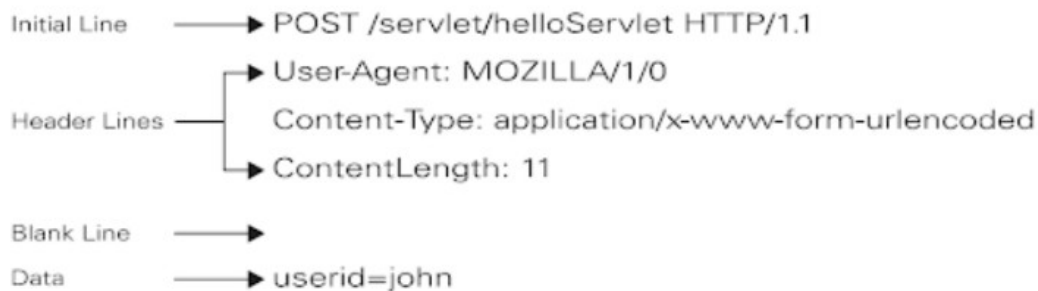 Initial Line POST /servlet/helloServlet HTTP/1.1
User-Agent: MOZILLA/1/0
Header Lines Content-Type: application/x-www-form-urlencoded
ContentLength: 11
Blank Line
Data userid=john